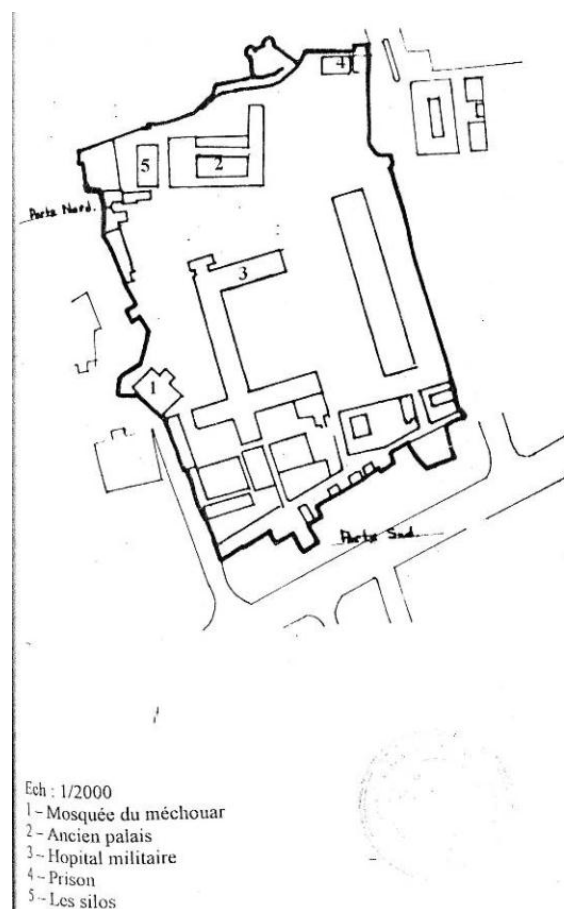 4
5
2
Porte Nord.
3
1
Porte Sud.
Ech : 1/2000
1 – Mosquée du méchouar
2 – Ancien palais
3 – Hopital militaire
4 – Prison
5 – Les silos